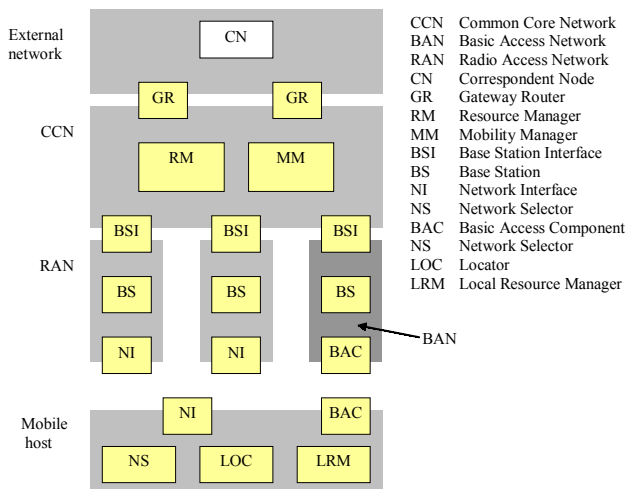 External
network
CN
GR
GR
CCN
RM
MM
BSI
BSI
BSI
RAN
BS
BS
BS
NI
NI
BAC
BAN
NI
BAC
Mobile
host
NS
LOC
LRM
CCN Common Core Network
BAN Basic Access Network
RAN Radio Access Network
CN Correspondent Node
GR Gateway Router
RM Resource Manager
MM Mobility Manager
BSI Base Station Interface
BS Base Station
NI Network Interface
NS Network Selector
BAC Basic Access Component
NS Network Selector
LOC Locator
LRM Local Resource Manager